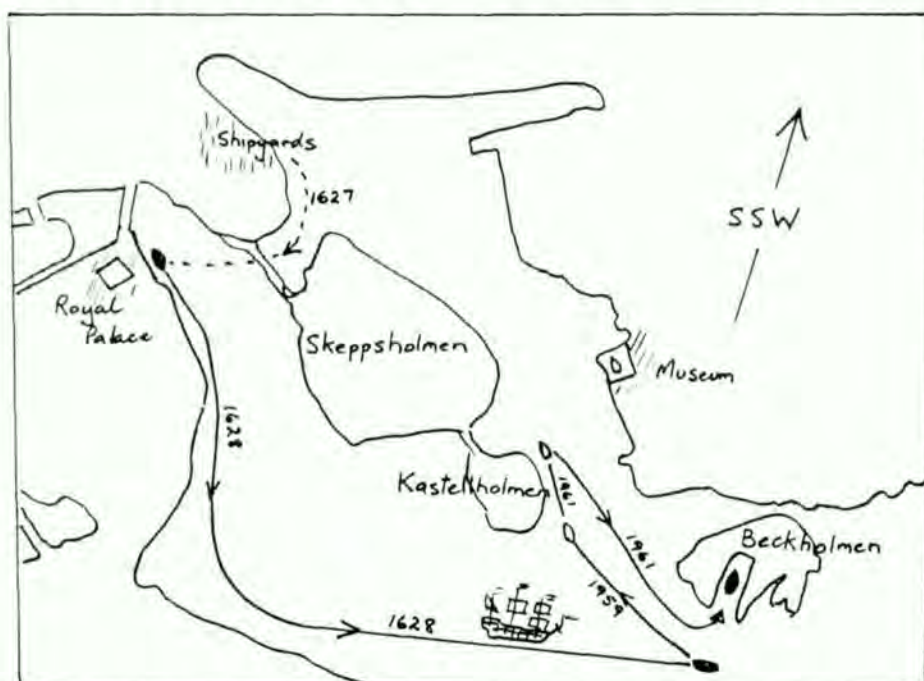 Shipyards
1627
SSW
Royal
Palace
Skeppsholmen
Museum
1628
Kastellholmen
1961
1961
Beckholmen
1959
1628